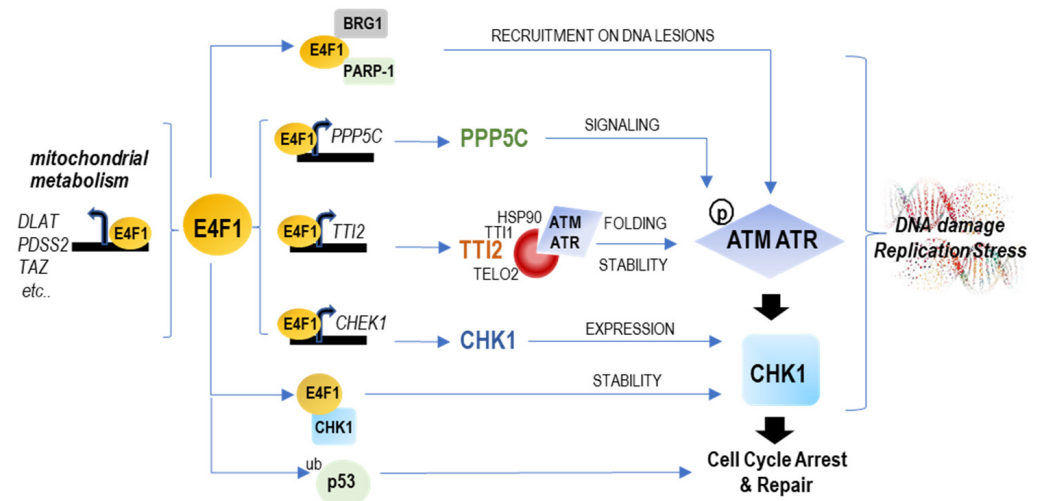 BRG1
E4F1
PARP-1
RECRUITMENT ON DNA LESIONS
mitochondrial
metabolism
DLAT
PDSS2
TAZ
etc..
E4F1
E4F1
E4F1
PPP5C
PPP5C
SIGNALING
E4F1
TTI2
TTI2
HSP90
TTI1
TELO2
ATM
ATR
FOLDING
STABILITY
p
ATM ATR
DNA damage
Replication Stress
E4F1
CHEK1
CHK1
EXPRESSION
CHK1
E4F1
CHK1
STABILITY
ub
p53
Cell Cycle Arrest
& Repair